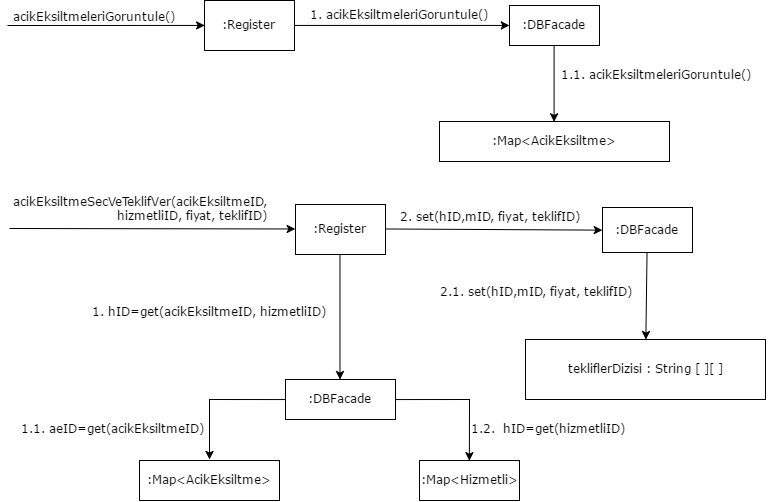 acikEksiltmeleriGoruntule()
:Register
1. acikEksiltmeleriGoruntule()
:DBFacade
1.1. acikEksiltmeleriGoruntule()
:Map<AcikEksiltme>
acikEksiltmeSecVeTeklifVer(acikEksiltmeID,
hizmetliID, fiyat, teklifID)
:Register
2. set(hID,mID, fiyat, teklifID)
:DBFacade
2.1. set(hID,mID, fiyat, teklifID)
1. hID=get(acikEksiltmeID, hizmetliID)
tekliflerDizisi : String [ ][ ]
:DBFacade
1.1. aeID=get(acikEksiltmeID)
1.2.  hID=get(hizmetliID)
:Map<AcikEksiltme>
:Map<Hizmetli>